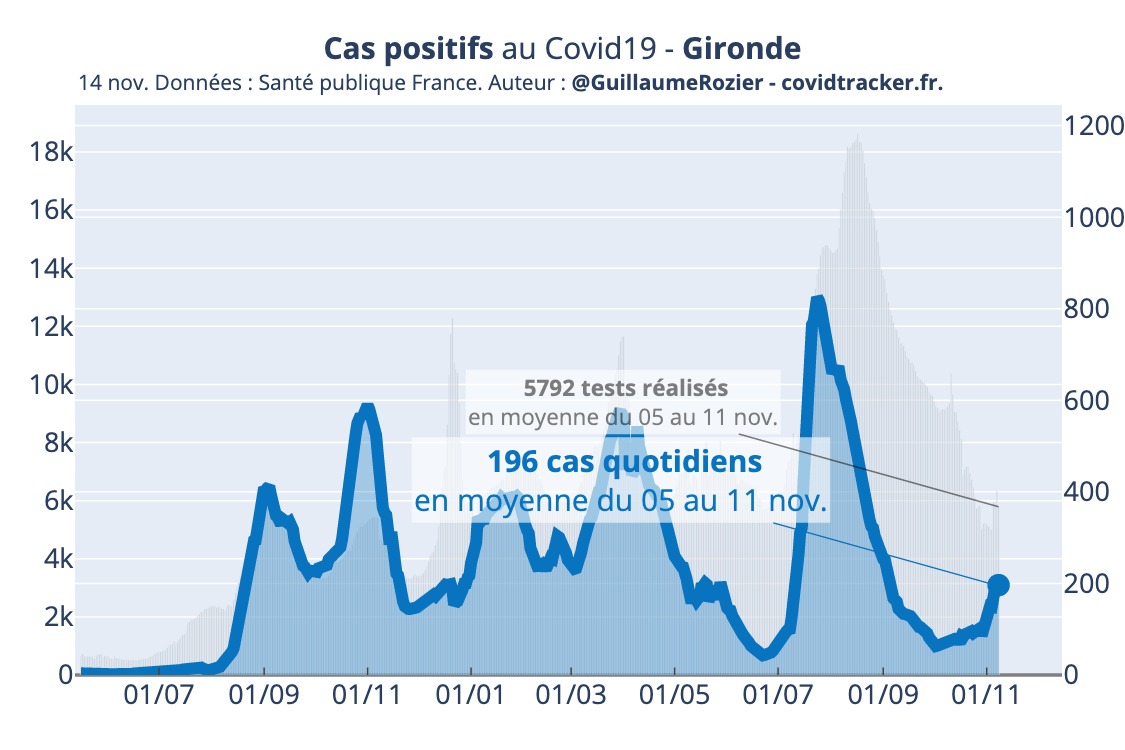 Cas positifs au Covid19 - Gironde
14 nov. Données : Santé publique France. Auteur : @GuillaumeRozier - covidtracker.fr.
1200
18k
16k
1000
14k
800
12k
10k
600
5792 tests réalisés
en moyenne du 05 au 11 nov.
8k
196 cas quotidiens
en moyenne du 05 au 11 nov.
6k
400
4k
200
2k
0
0
01/07 01/09 01/11 01/01 01/03 01/05 01/07 01/09 01/11